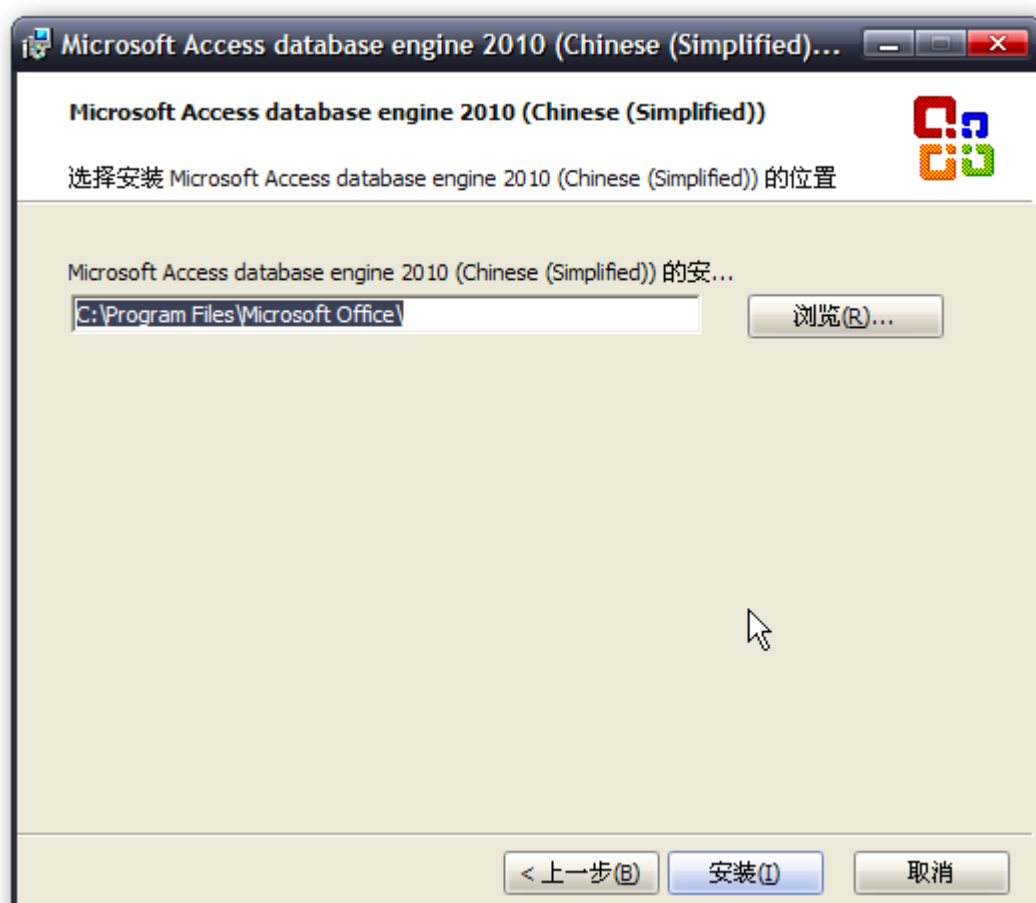 Microsoft Access database engine 2010 (Chinese (Simplified)...
Microsoft Access database engine 2010 (Chinese (Simplified))
选择安装 Microsoft Access database engine 2010 (Chinese (Simplified)) 的位置
Microsoft Access database engine 2010 (Chinese (Simplified)) 的安...
C:\Program Files\Microsoft Office\
浏览(R)...
< 上一步(B)
安装(I)
取消